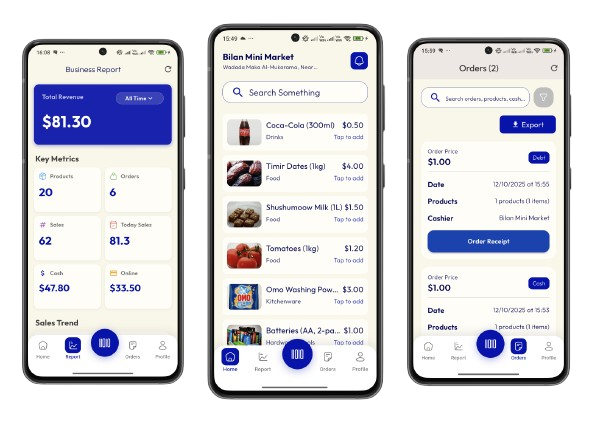 16:08
Business Report
Total Revenue
All Time
$81.30
Key Metrics
Products
20
Orders
6
# Sales
62
Today Sales
81.3
$ Cash
$47.80
Online
$33.50
Sales Trend
Home
Report
Orders
Profile
15:49
Bilan Mini Market
Wadada Maka Al-Mukarama, Near...
Search Something
Coca-Cola (300ml) $0.50
Drinks Tap to add
Timir Dates (1kg) $4.00
Food Tap to add
Shushumoow Milk (1L) $1.50
Food Tap to add
Tomatoes (1kg) $1.20
Food Tap to add
OMO
Omo Washing Pow... $3.00
Kitchenware Tap to add
Batteries (AA, 2-pa... $1.00
Tap to add
Home
Report
Orders
Profile
15:59
Orders (2)
Search orders, products, cash...
Export
Order Price
$1.00
Debt
Date 12/10/2025 at 15:55
Products 1 products (1 items)
Cashier Bilan Mini Market
Order Receipt
Order Price
$1.00
Cash
Date 12/10/2025 at 15:53
Products 1 products (1 items)
Home
Report
Orders
Profile